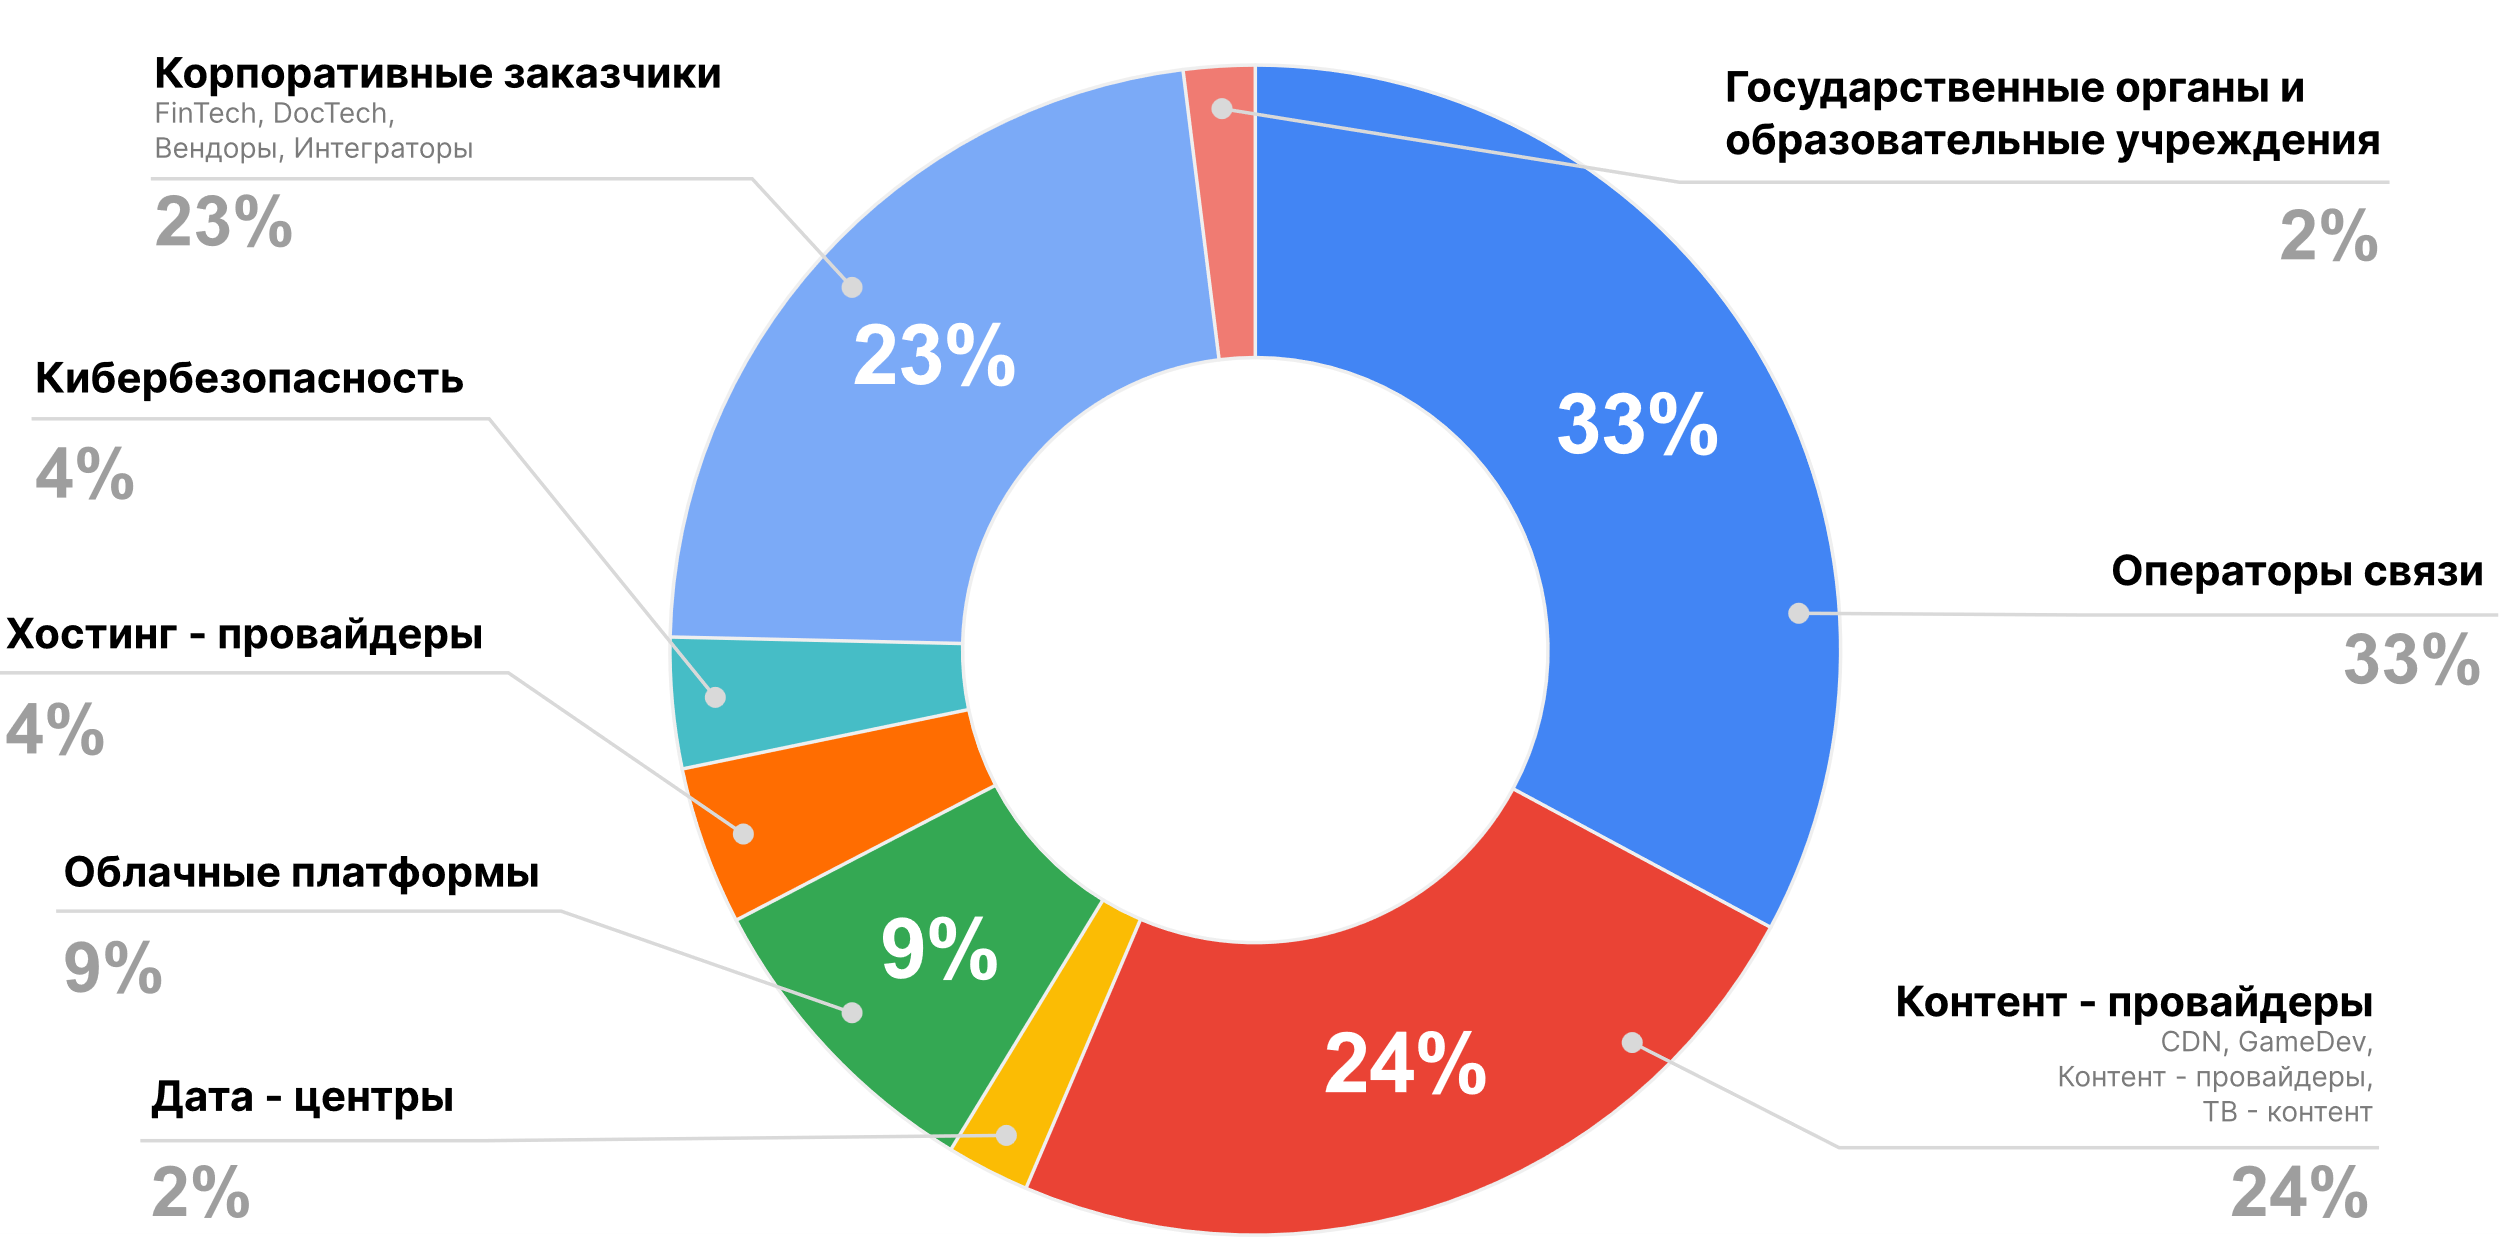 Корпоративные заказчики
FinTech, DocTech,
Вендоры, Интеграторы
23%
Кибербезопасность
4%
Хостинг - провайдеры
4%
Облачные платформы
9%
Дата - центры
2%
23%
33%
9%
24%
Государственные органы и
образовательные учреждения
2%
Операторы связи
33%
Контент - провайдеры
CDN, GameDev,
Контент - провайдеры,
ТВ - контент
24%